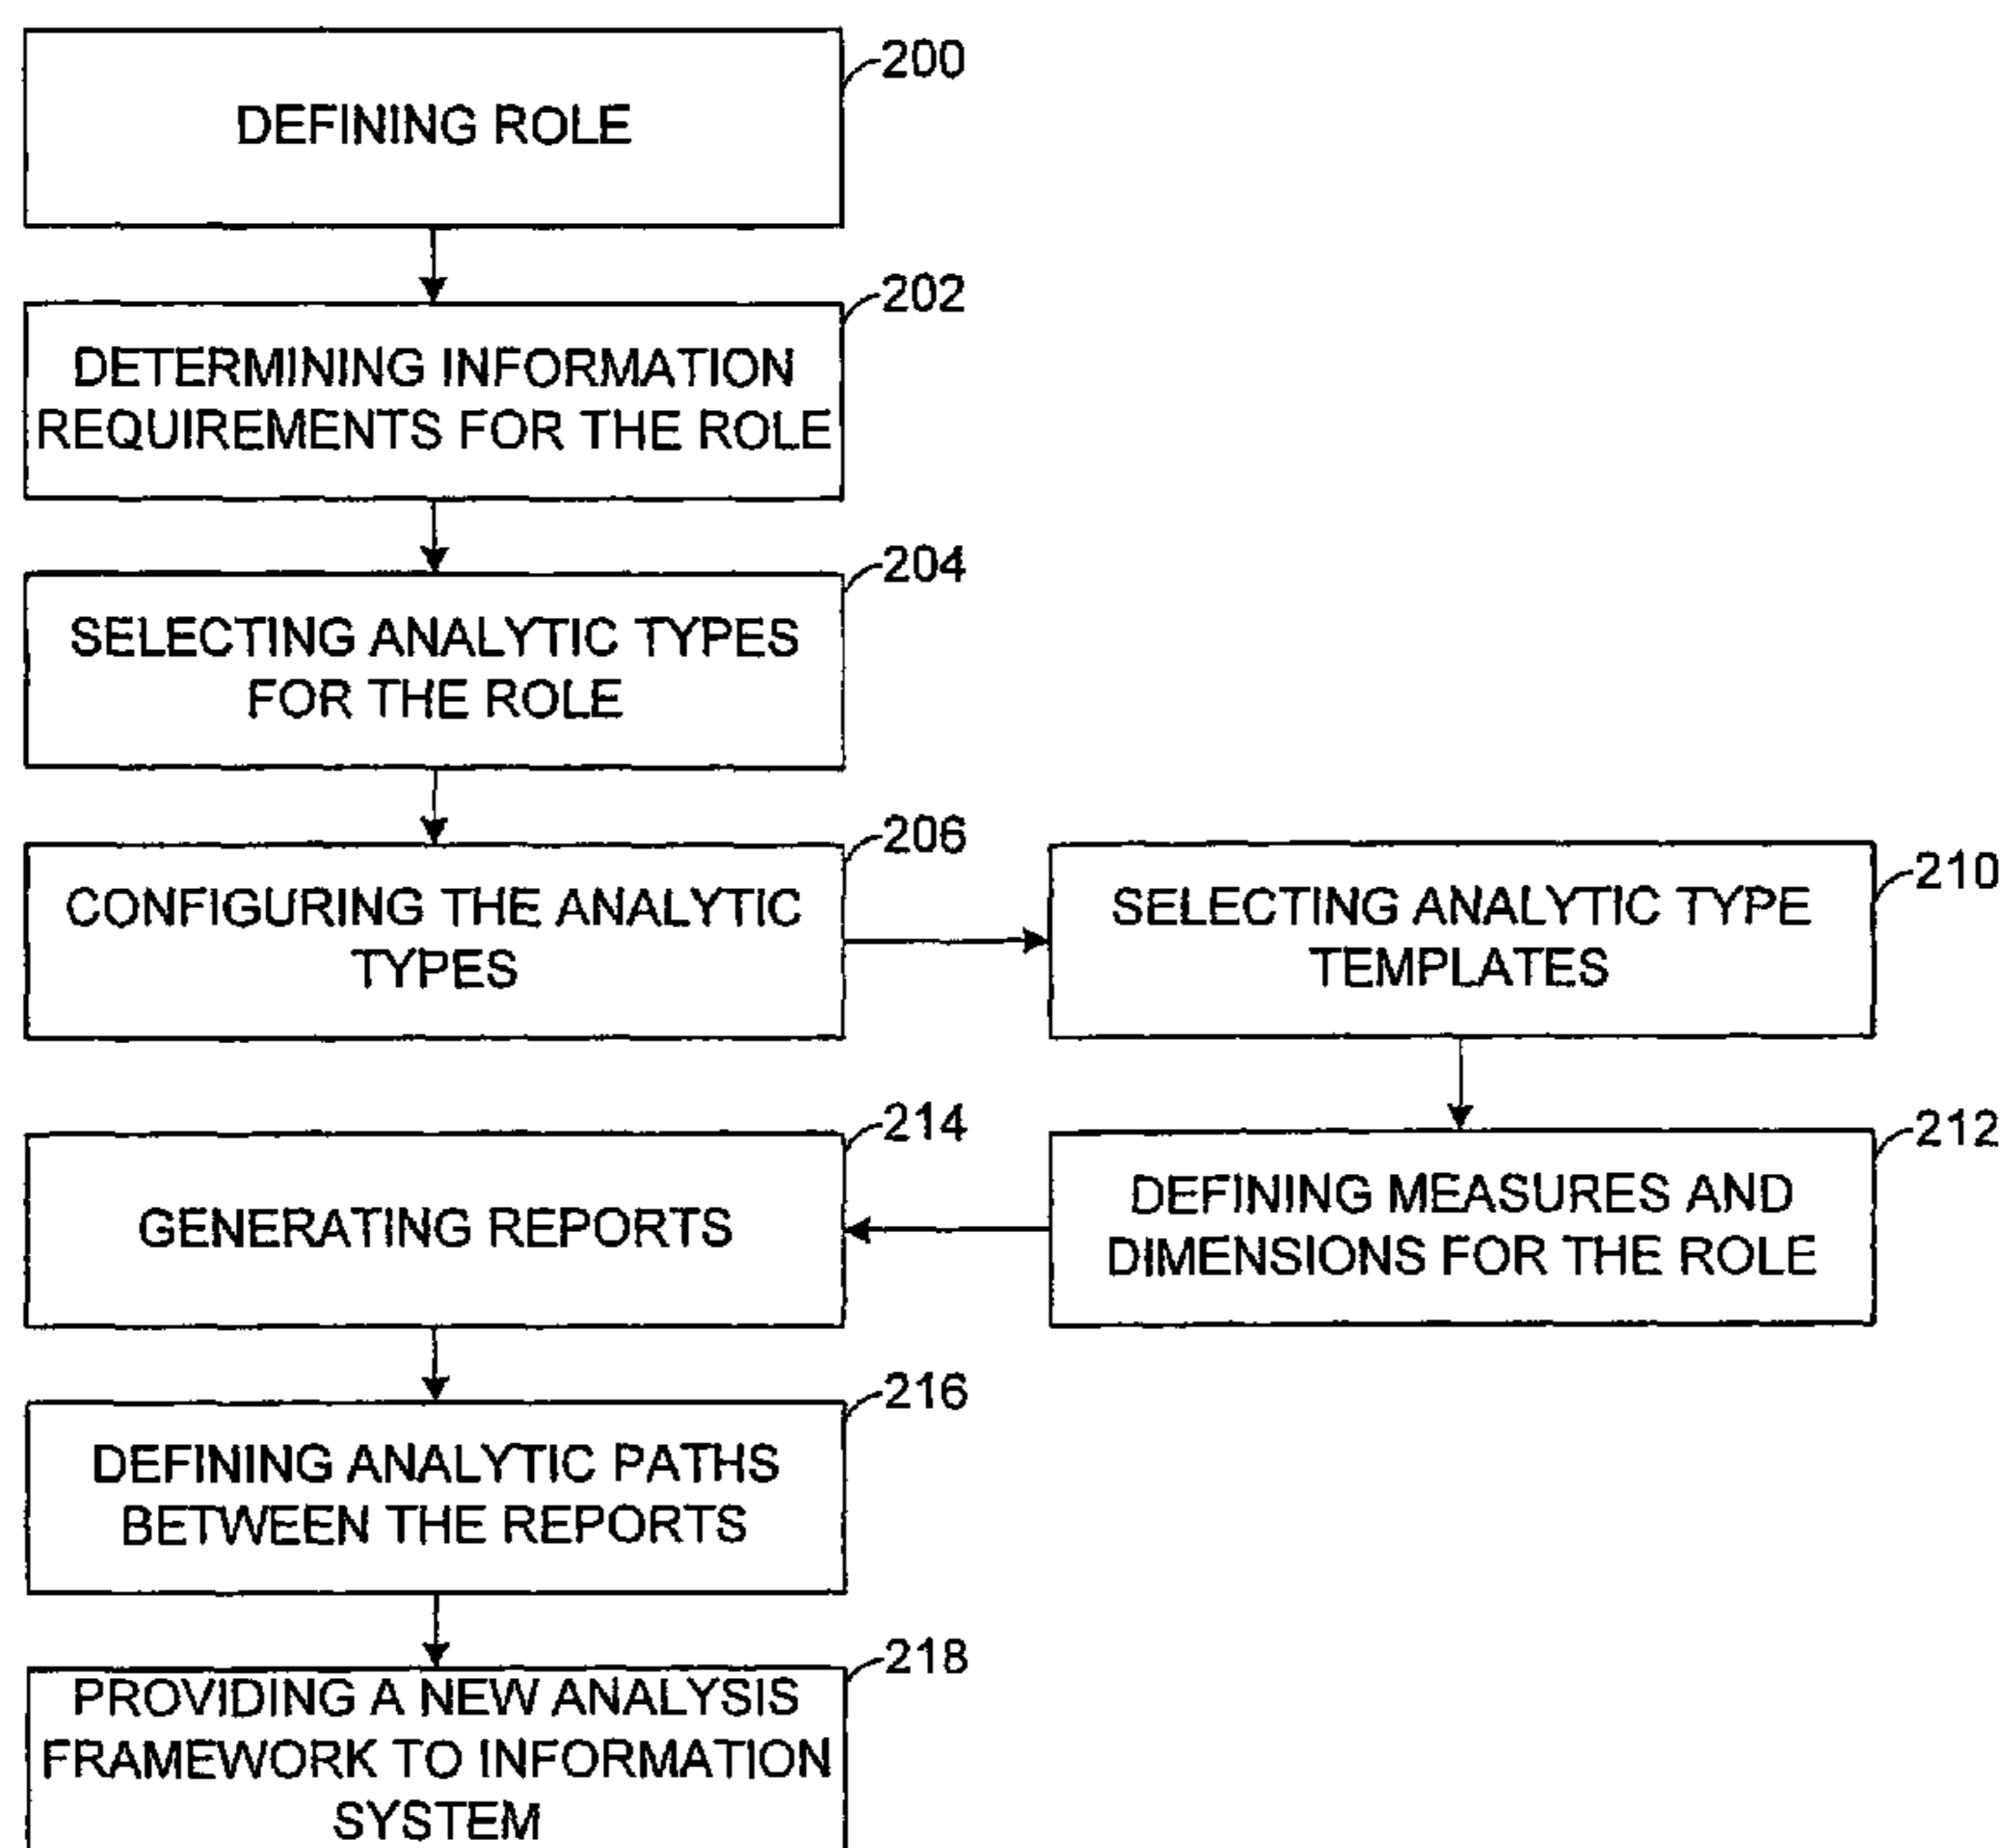 200
DEFINING ROLE
202
DETERMINING INFORMATION
REQUIREMENTS FOR THE ROLE
204
SELECTING ANALYTIC TYPES
FOR THE ROLE
206
CONFIGURING THE ANALYTIC
TYPES
210
SELECTING ANALYTIC TYPE
TEMPLATES
212
DEFINING MEASURES AND
DIMENSIONS FOR THE ROLE
214
GENERATING REPORTS
216
DEFINING ANALYTIC PATHS
BETWEEN THE REPORTS
218
PROVIDING A NEW ANALYSIS
FRAMEWORK TO INFORMATION
SYSTEM